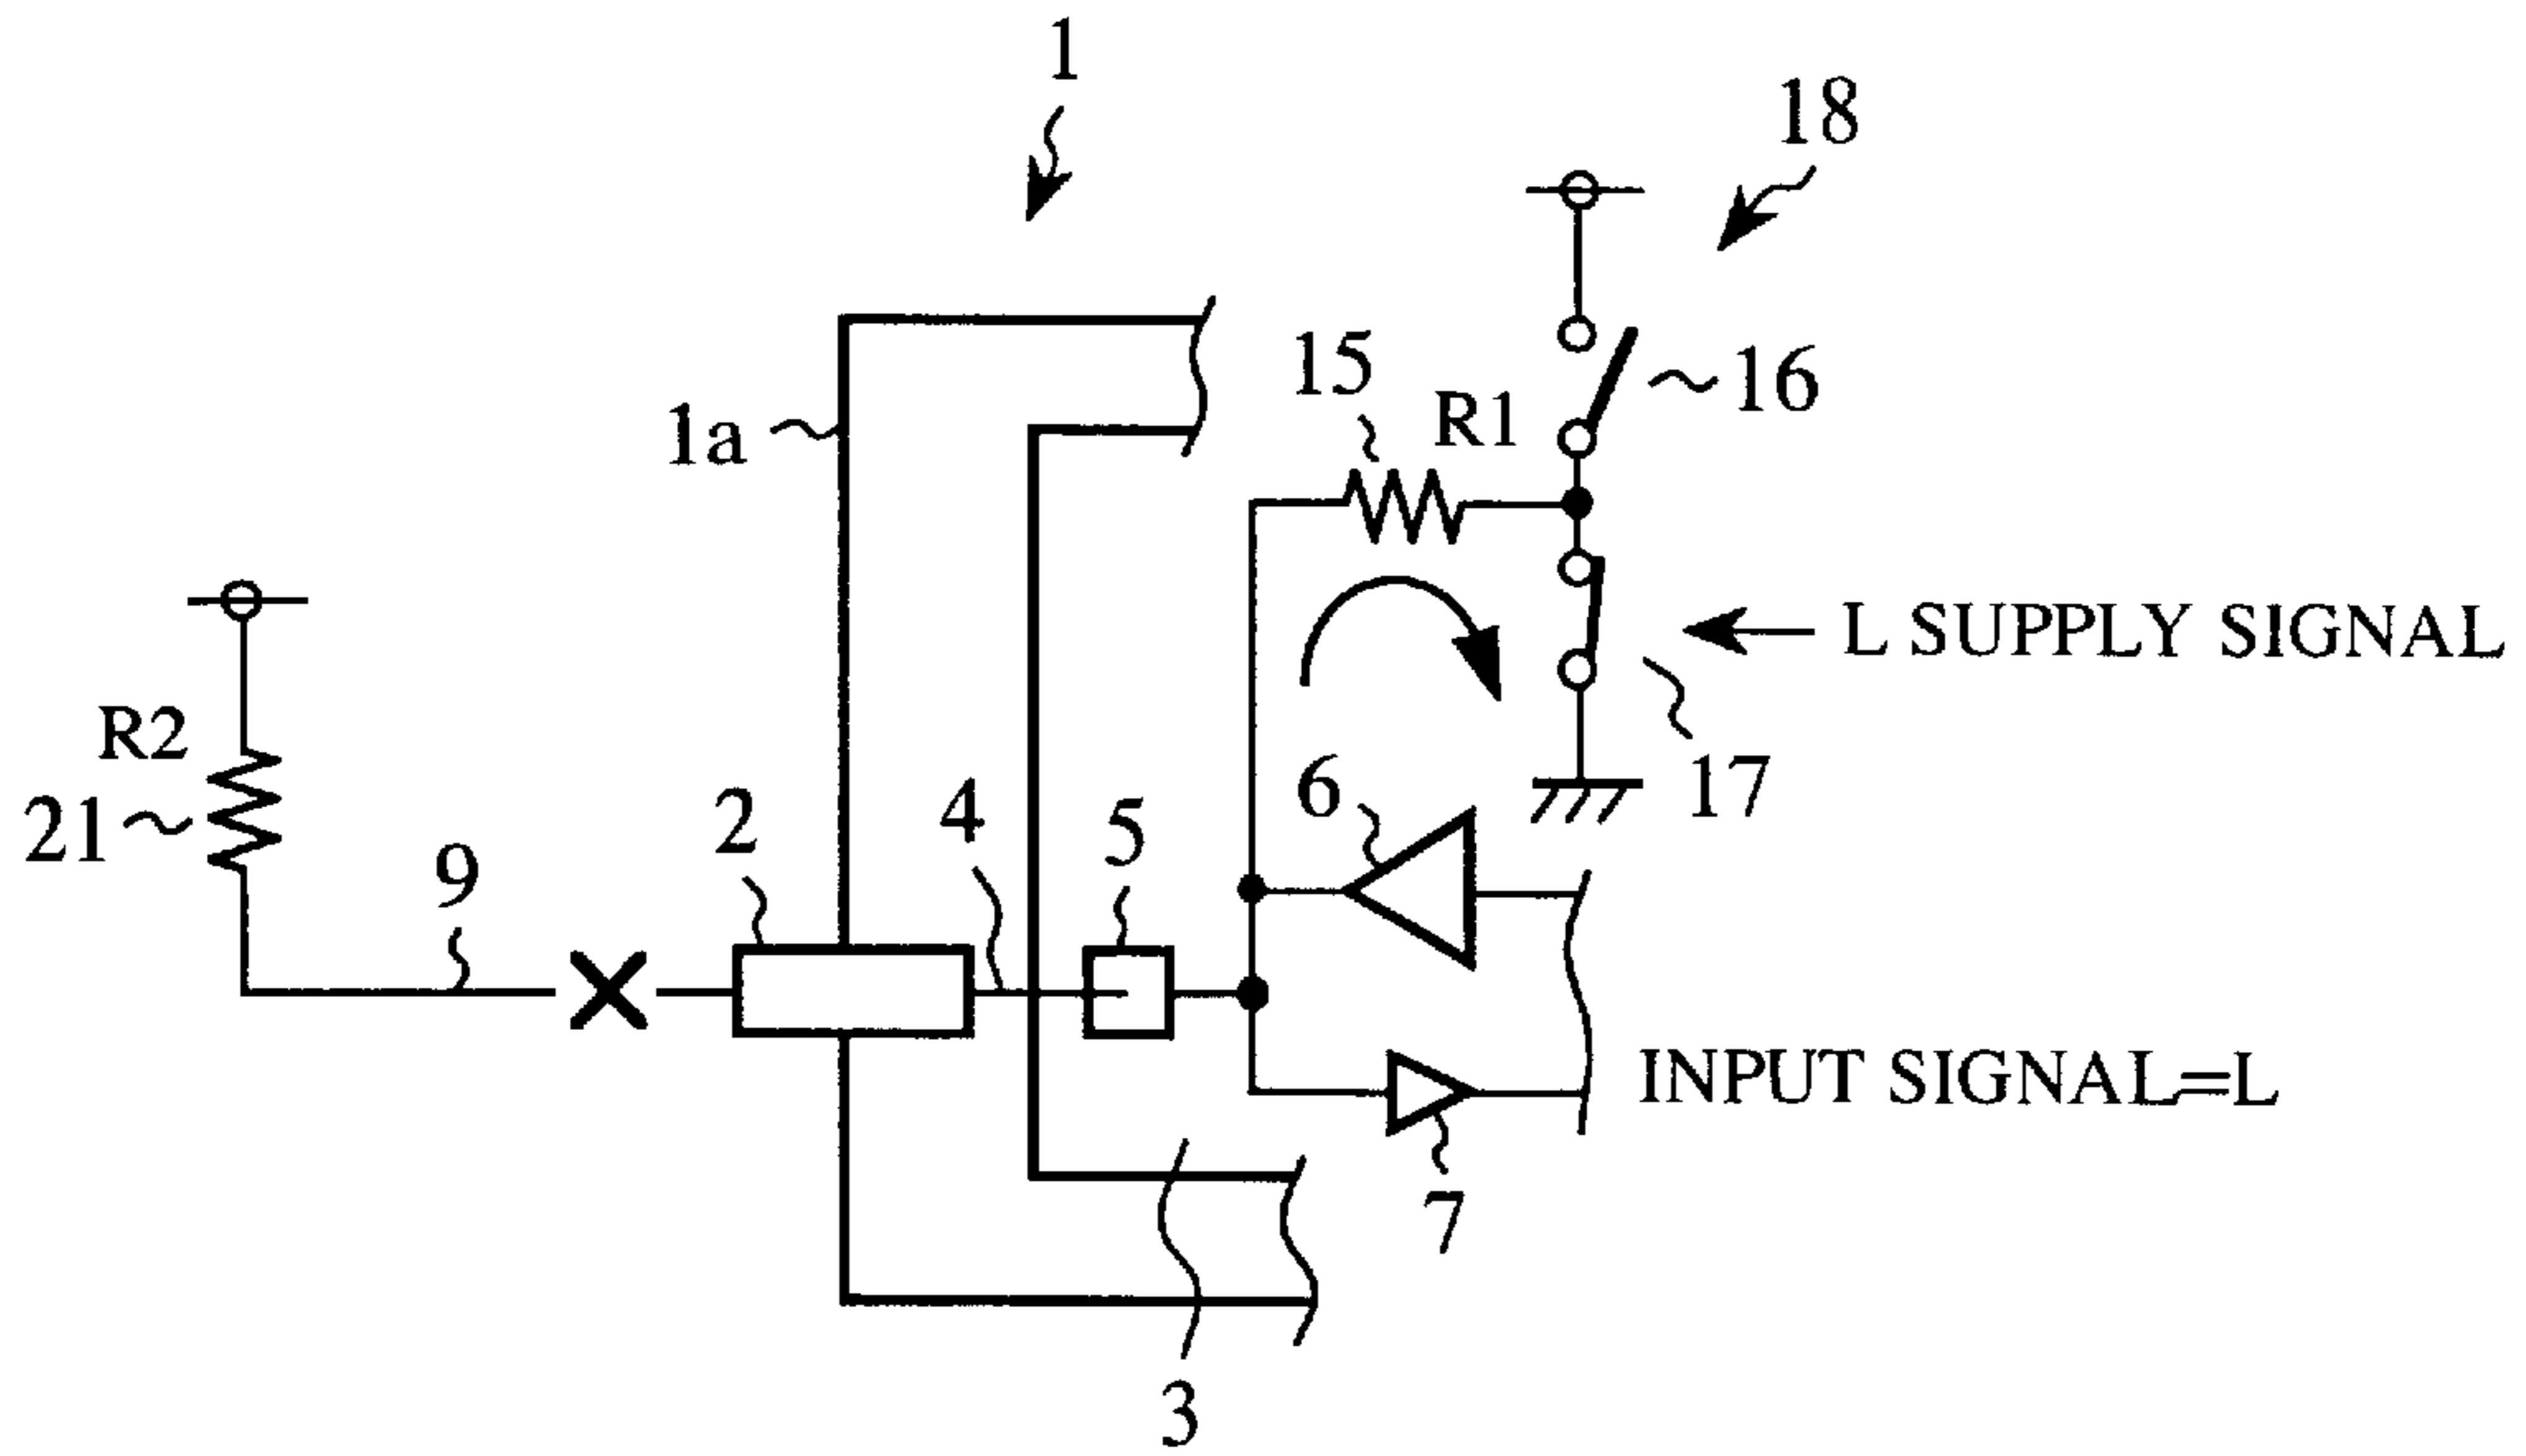 1
18
15
R1
16
1a
L SUPPLY SIGNAL
R2
21
9
2
4
5
6
17
INPUT SIGNAL=L
7
3